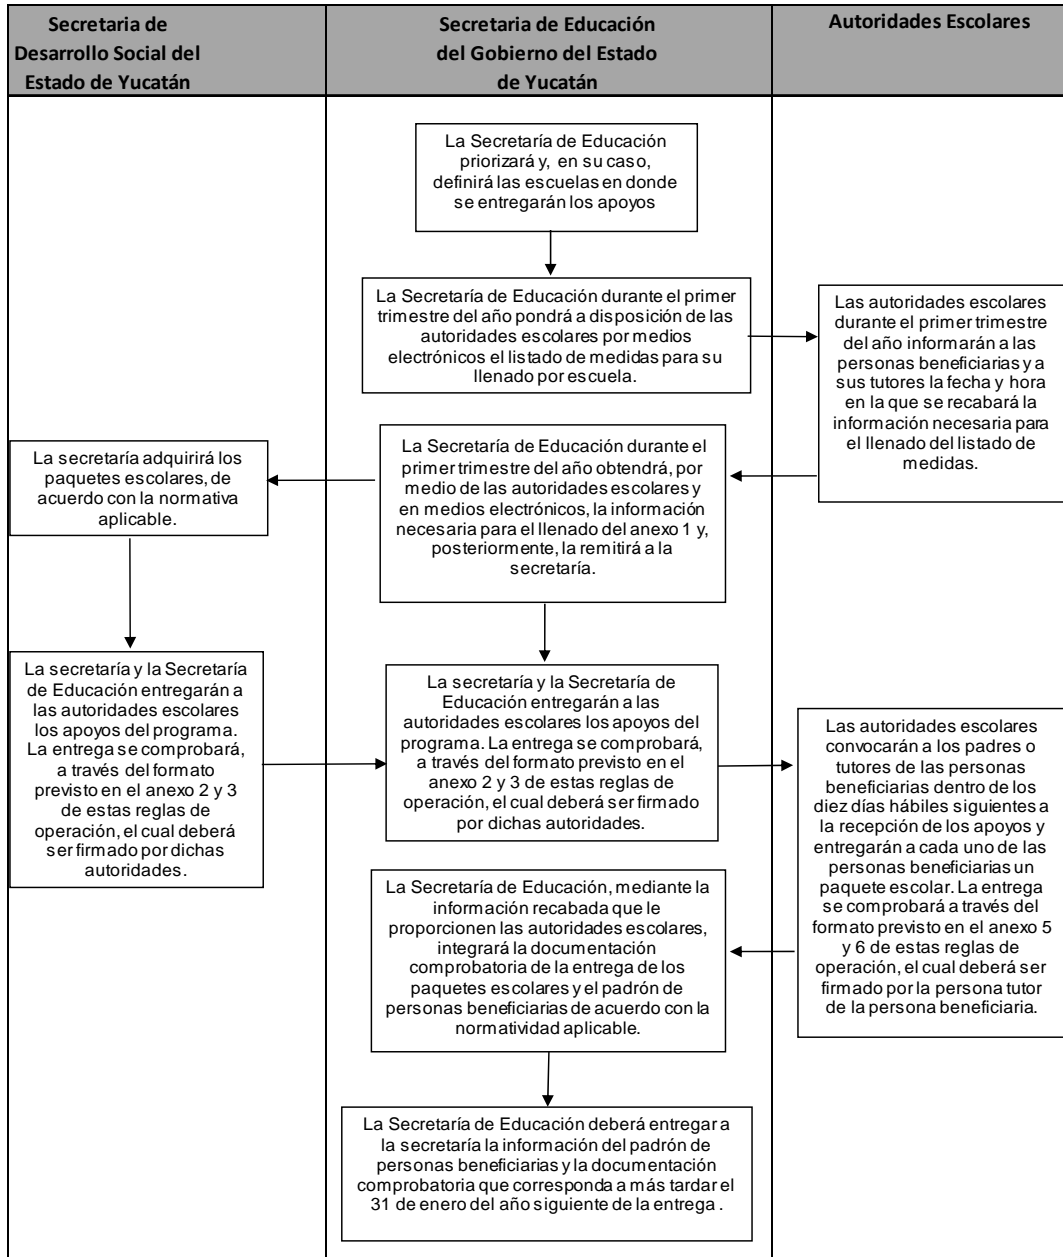 Secretaria de
Desarrollo Social del
Estado de Yucatán
Secretaria de Educación
del Gobierno del Estado
de Yucatán
Autoridades Escolares
La Secretaría de Educación
priorizará y, en su caso,
definirá las escuelas en donde
se entregarán los apoyos
La Secretaría de Educación durante el primer
trimestre del año pondrá a disposición de las
autoridades escolares por medios
electrónicos el listado de medidas para su
llenado por escuela.
Las autoridades escolares
durante el primer trimestre
del año informarán a las
personas beneficiarias y a
sus tutores la fecha y hora
en la que se recabará la
información necesaria para
el llenado del listado de
medidas.
La Secretaría de Educación durante el
primer trimestre del año obtendrá, por
medio de las autoridades escolares y
en medios electrónicos, la información
necesaria para el llenado del anexo 1 y,
posteriormente, la remitirá a la
secretaría.
La secretaría adquirirá los
paquetes escolares, de
acuerdo con la normativa
aplicable.
La secretaría y la Secretaría
de Educación entregarán a
las autoridades escolares
los apoyos del programa.
La entrega se comprobará,
a través del formato
previsto en el anexo 2 y 3
de estas reglas de
operación, el cual deberá
ser firmado por dichas
autoridades.
La secretaría y la Secretaría de
Educación entregarán a las
autoridades escolares los apoyos del
programa. La entrega se comprobará,
a través del formato previsto en el
anexo 2 y 3 de estas reglas de
operación, el cual deberá ser firmado
por dichas autoridades.
Las autoridades escolares
convocarán a los padres o
tutores de las personas
beneficiarias dentro de los
diez días hábiles siguientes a
la recepción de los apoyos y
entregarán a cada uno de las
personas beneficiarias un
paquete escolar. La entrega
se comprobará a través del
formato previsto en el anexo 5
y 6 de estas reglas de
operación, el cual deberá ser
firmado por la persona tutor
de la persona beneficiaria.
La Secretaría de Educación, mediante la
información recabada que le
proporcionen las autoridades escolares,
integrará la documentación
comprobatoria de la entrega de los
paquetes escolares y el padrón de
personas beneficiarias de acuerdo con la
normatividad aplicable.
La Secretaría de Educación deberá entregar a
la secretaría la información del padrón de
personas beneficiarias y la documentación
comprobatoria que corresponda a más tardar el
31 de enero del año siguiente de la entrega .